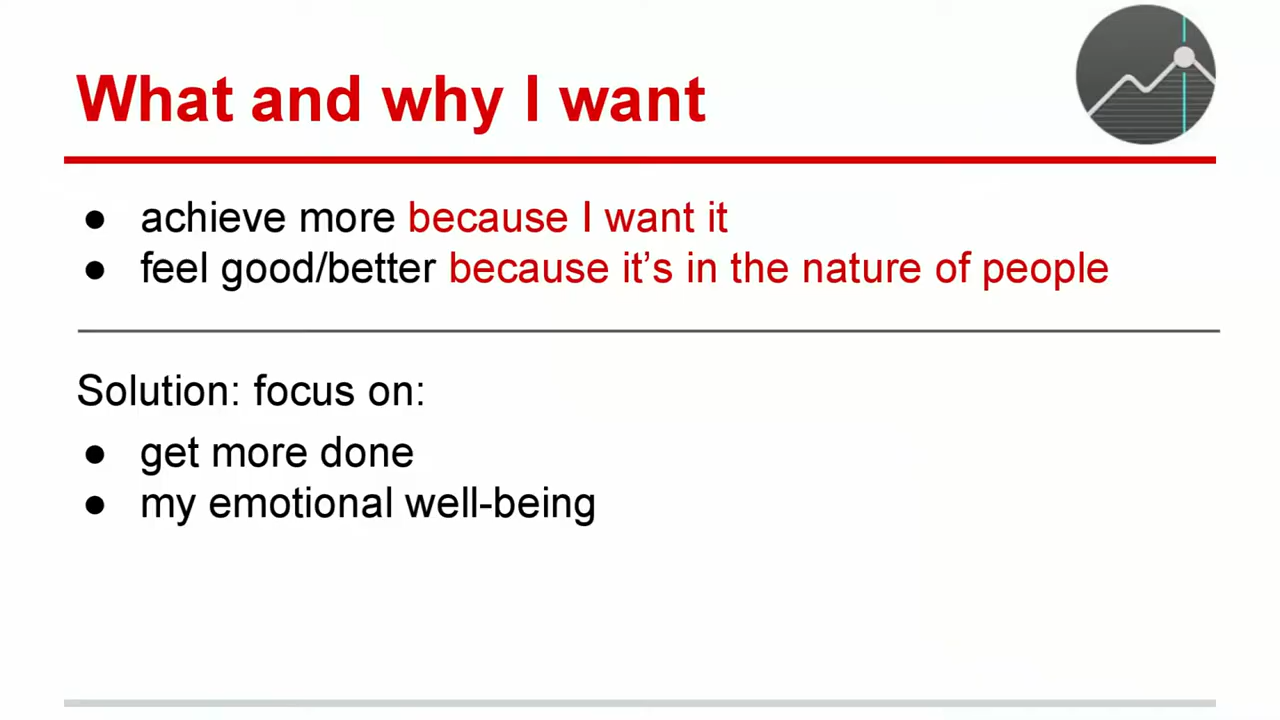 What and why I want
● achieve more because I want it
● feel good/better because it’s in the nature of people
Solution: focus on:
● get more done
● my emotional well-being